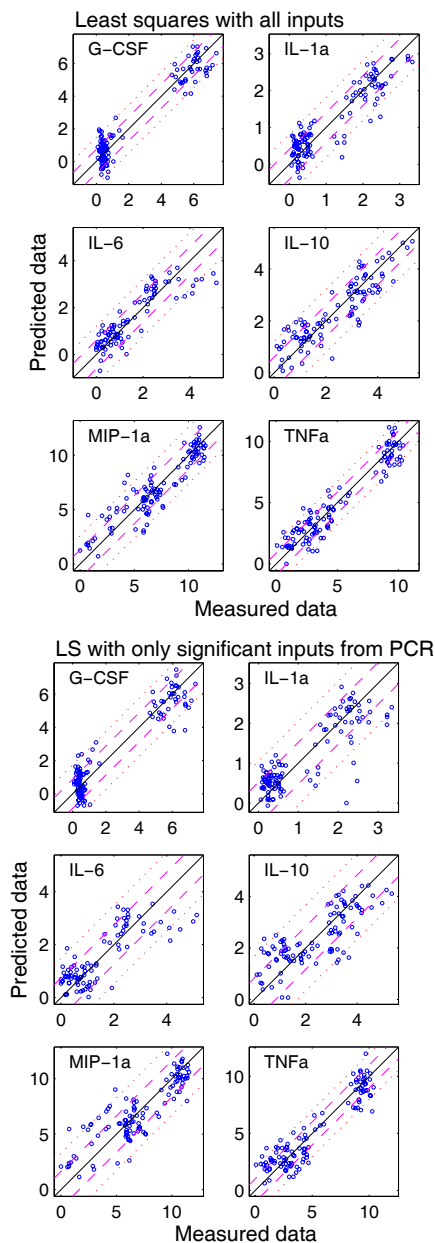 Least squares with all inputs
G-CSF
IL-1a
6
4
2
0
3
2
1
0
0 2 4 6
0 1 2 3
IL-6
IL-10
4
2
0
4
2
0
0 2 4
0 2 4
MIP-1a
TNFa
10
5
0
10
5
0
0 5 10
0 5 10
Predicted data
Measured data
LS with only significant inputs from PCR
G-CSF
IL-1a
6
4
2
0
3
2
1
0
0 2 4 6
0 1 2 3
IL-6
IL-10
4
2
0
4
2
0
0 2 4
0 2 4
MIP-1a
TNFa
10
5
0
10
5
0
0 5 10
0 5 10
Predicted data
Measured data